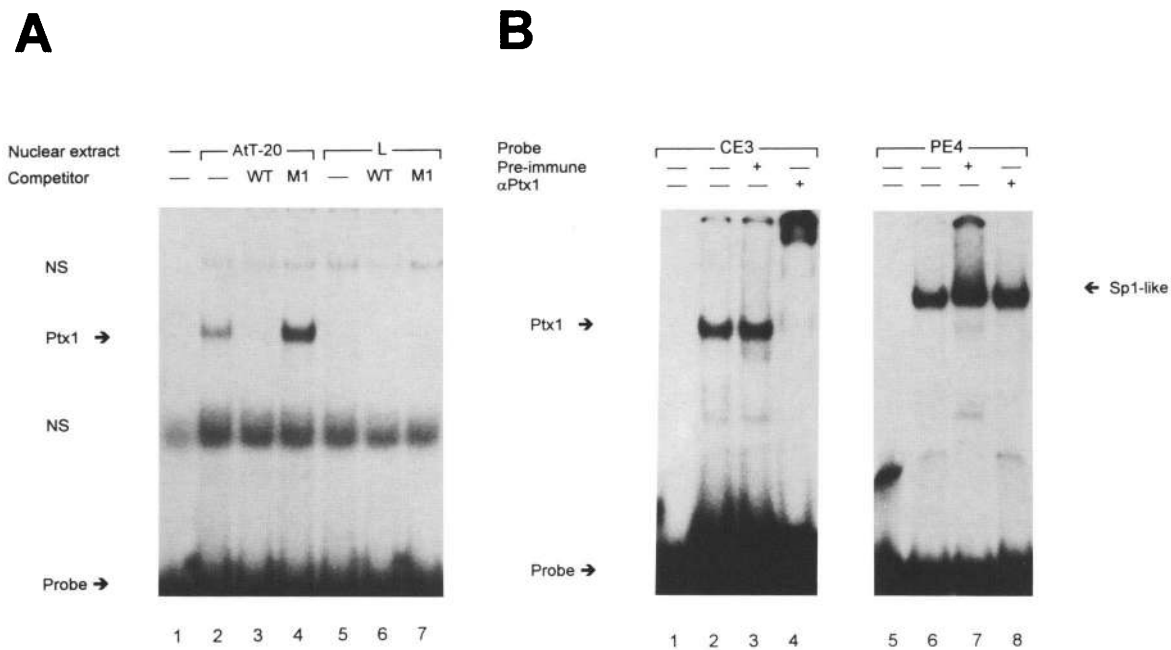 A
B
Nuclear extract — AtT-20 L
Competitor — — WT M1 — WT M1
NS
Ptx1 →
NS
Probe →
1 2 3 4 5 6 7
Probe CE3 PE4
Pre-immune — — + — — — + —
αPtx1 — — — + — — — +
Ptx1 →
← Sp1-like
Probe →
1 2 3 4 5 6 7 8